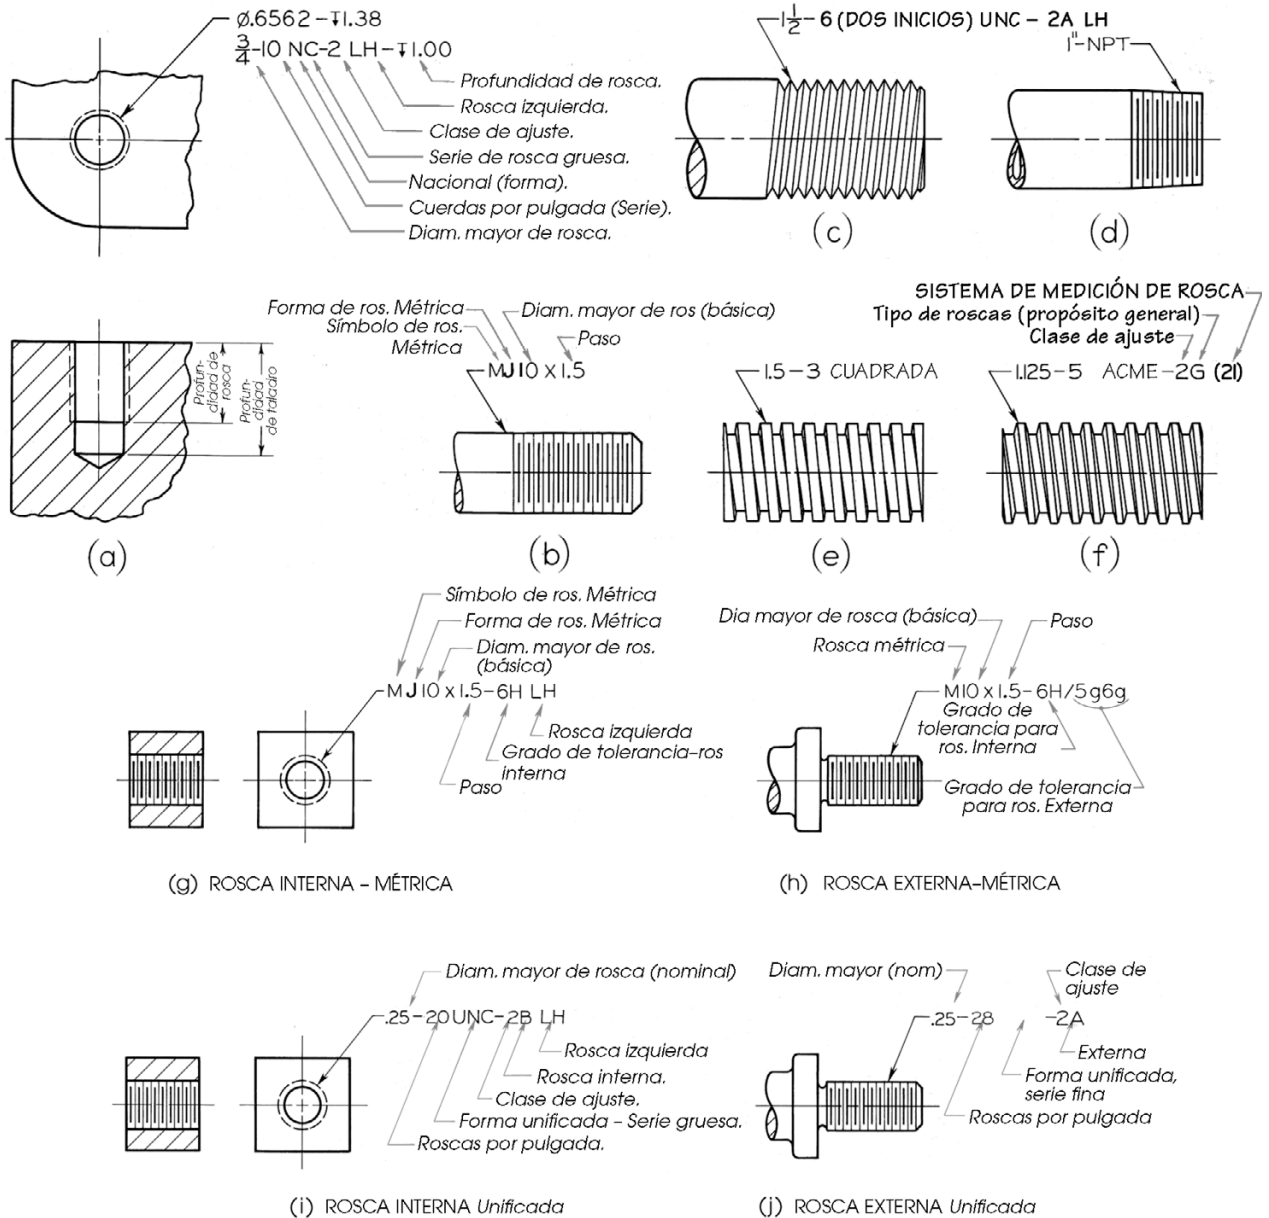 Ø.6562-↧1.38
3/4-10 NC-2 LH-↧1.00
Profundidad de rosca.
Rosca izquierda.
Clase de ajuste.
Serie de rosca gruesa.
Nacional (forma).
Cuerdas por pulgada (Serie).
Diam. mayor de rosca.
Profun-
didad de
rosca
Profun-
didad
de taladro
(a)
Forma de ros. Métrica
Símbolo de ros.
Métrica
Diam. mayor de ros (básica)
Paso
MJ10 x 1.5
(b)
1 1/2-6 (DOS INICIOS) UNC - 2A LH
(c)
1"-NPT
(d)
1.5-3 CUADRADA
(e)
SISTEMA DE MEDICIÓN DE ROSCA
Tipo de roscas (propósito general)
Clase de ajuste
1.125-5 ACME-2G (21)
(f)
Símbolo de ros. Métrica
Forma de ros. Métrica
Diam. mayor de ros.
(básica)
MJ10 x 1.5-6H LH
Rosca izquierda
Grado de tolerancia-ros
interna
Paso
(g) ROSCA INTERNA - MÉTRICA
Dia mayor de rosca (básica)
Paso
Rosca métrica
M10 x 1.5-6H/5g6g
Grado de
tolerancia para
ros. Interna
Grado de tolerancia
para ros. Externa
(h) ROSCA EXTERNA-MÉTRICA
Diam. mayor de rosca (nominal)
.25-20UNC-2B LH
Rosca izquierda
Rosca interna.
Clase de ajuste.
Forma unificada - Serie gruesa.
Roscas por pulgada.
(i) ROSCA INTERNA Unificada
Diam. mayor (nom)
Clase de
ajuste
.25-28 -2A
Externa
Forma unificada,
serie fina
Roscas por pulgada
(j) ROSCA EXTERNA Unificada